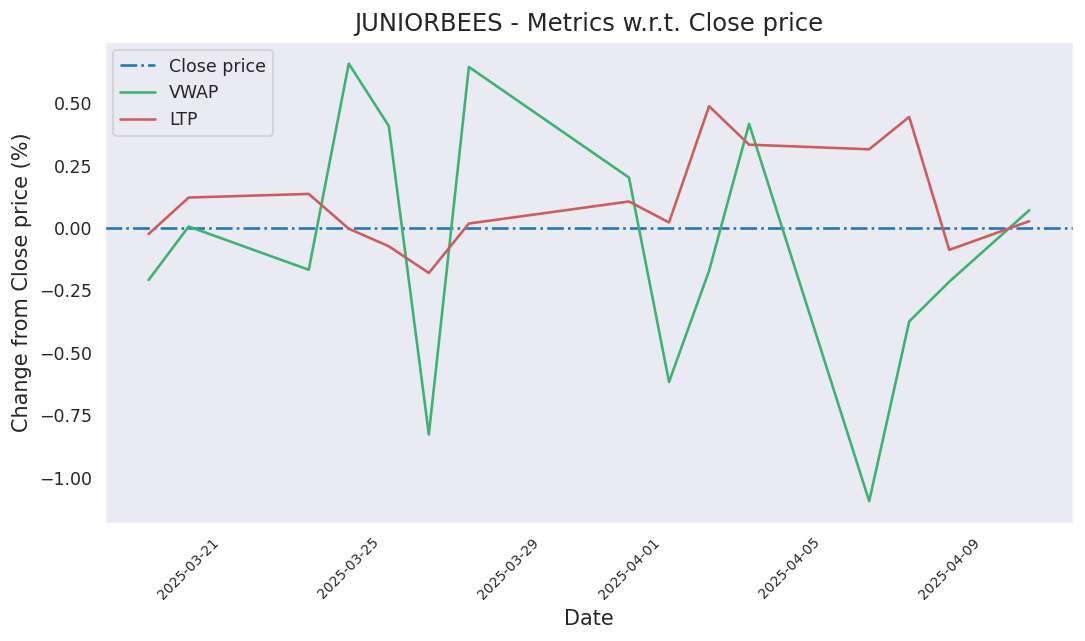 JUNIORBEES - Metrics w.r.t. Close price
Close price
VWAP
LTP
Change from Close price (%)
0.50
0.25
0.00
−0.25
−0.50
−0.75
−1.00
2025-03-21
2025-03-25
2025-03-29
2025-04-01
2025-04-05
2025-04-09
Date